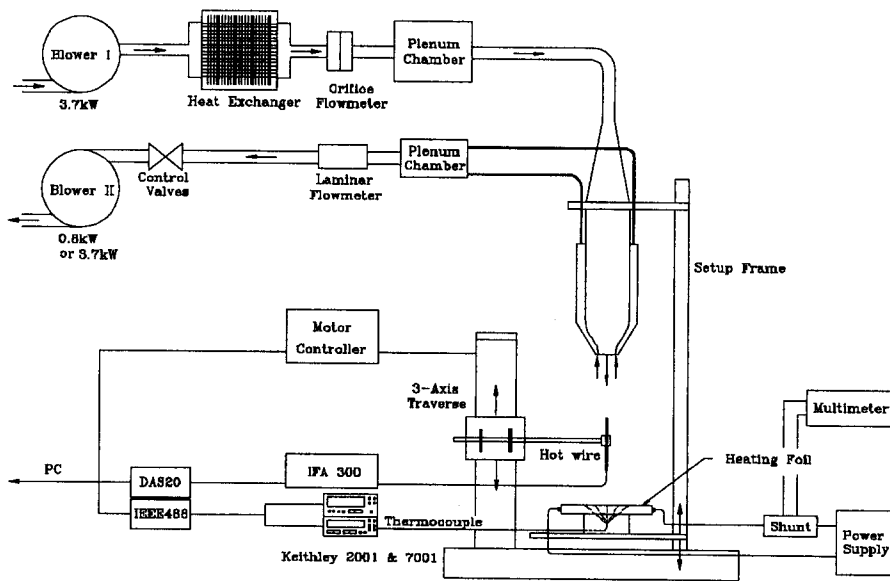 Blower I
3.7kW
Heat Exchanger
Orifice
Flowmeter
Plenum
Chamber
Blower II
0.8kW
or 3.7kW
Control
Valves
Laminar
Flowmeter
Plenum
Chamber
Setup Frame
Motor
Controller
3-Axis
Traverse
Hot wire
Multimeter
Heating Foil
PC
DAS20
IFA 300
IEEE488
Thermocouple
Keithley 2001 & 7001
Shunt
Power
Supply